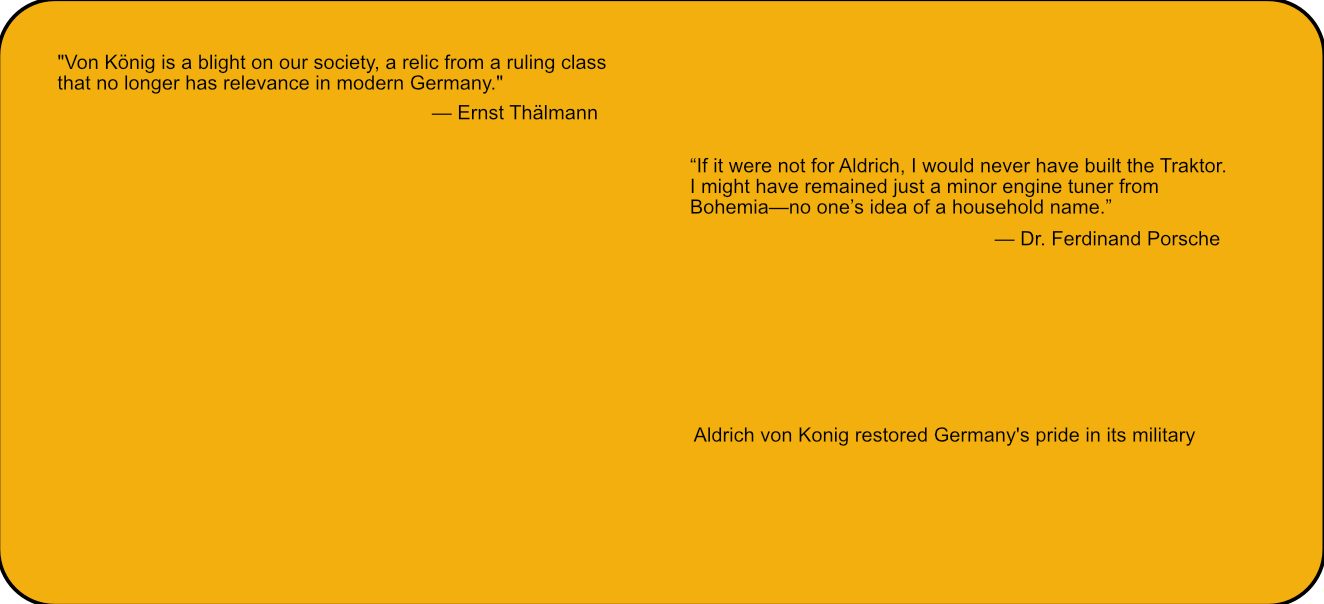 "Von König is a blight on our society, a relic from a ruling class
that no longer has relevance in modern Germany."
— Ernst Thälmann
“If it were not for Aldrich, I would never have built the Traktor.
I might have remained just a minor engine tuner from
Bohemia—no one’s idea of a household name.”
— Dr. Ferdinand Porsche
Aldrich von Konig restored Germany's pride in its military